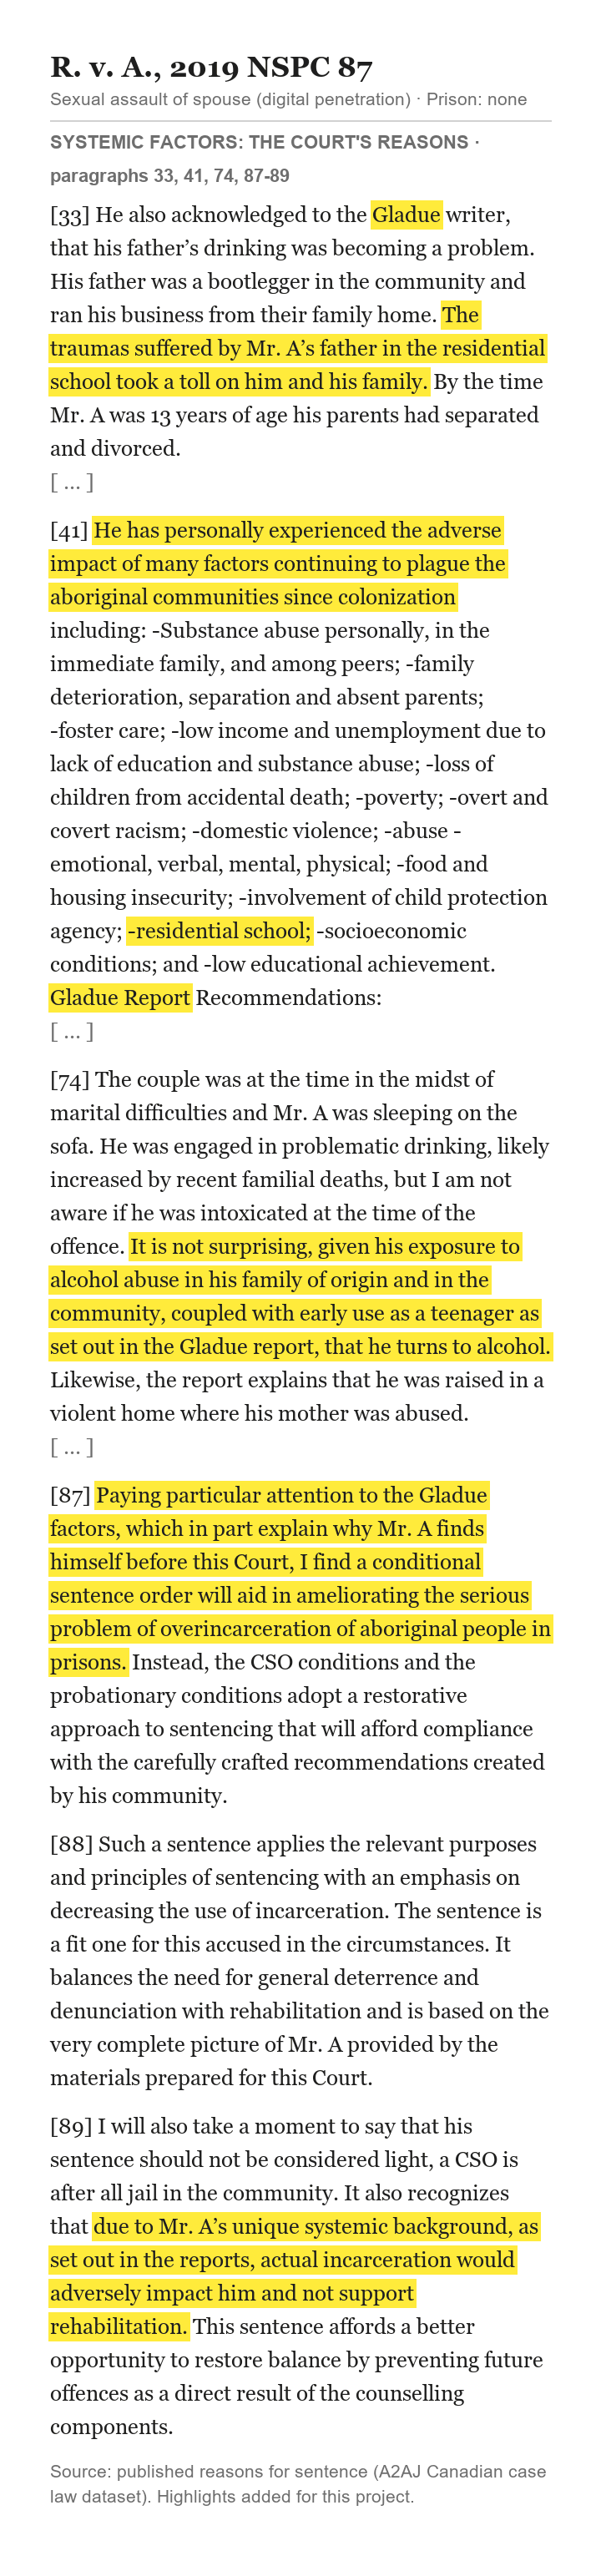 R. v. A., 2019 NSPC 87
Sexual assault of spouse (digital penetration) · Prison: none
SYSTEMIC FACTORS: THE COURT'S REASONS ·
paragraphs 33, 41, 74, 87-89
[33] He also acknowledged to the Gladue writer,
that his father’s drinking was becoming a problem.
His father was a bootlegger in the community and
ran his business from their family home. The
traumas suffered by Mr. A’s father in the residential
school took a toll on him and his family. By the time
Mr. A was 13 years of age his parents had separated
and divorced.
[ ... ]
[41] He has personally experienced the adverse
impact of many factors continuing to plague the
aboriginal communities since colonization
including: -Substance abuse personally, in the
immediate family, and among peers; -family
deterioration, separation and absent parents;
-foster care; -low income and unemployment due to
lack of education and substance abuse; -loss of
children from accidental death; -poverty; -overt and
covert racism; -domestic violence; -abuse -
emotional, verbal, mental, physical; -food and
housing insecurity; -involvement of child protection
agency; -residential school; -socioeconomic
conditions; and -low educational achievement.
Gladue Report Recommendations:
[ ... ]
[74] The couple was at the time in the midst of
marital difficulties and Mr. A was sleeping on the
sofa. He was engaged in problematic drinking, likely
increased by recent familial deaths, but I am not
aware if he was intoxicated at the time of the
offence. It is not surprising, given his exposure to
alcohol abuse in his family of origin and in the
community, coupled with early use as a teenager as
set out in the Gladue report, that he turns to alcohol.
Likewise, the report explains that he was raised in a
violent home where his mother was abused.
[ ... ]
[87] Paying particular attention to the Gladue
factors, which in part explain why Mr. A finds
himself before this Court, I find a conditional
sentence order will aid in ameliorating the serious
problem of overincarceration of aboriginal people in
prisons. Instead, the CSO conditions and the
probationary conditions adopt a restorative
approach to sentencing that will afford compliance
with the carefully crafted recommendations created
by his community.
[88] Such a sentence applies the relevant purposes
and principles of sentencing with an emphasis on
decreasing the use of incarceration. The sentence is
a fit one for this accused in the circumstances. It
balances the need for general deterrence and
denunciation with rehabilitation and is based on the
very complete picture of Mr. A provided by the
materials prepared for this Court.
[89] I will also take a moment to say that his
sentence should not be considered light, a CSO is
after all jail in the community. It also recognizes
that due to Mr. A’s unique systemic background, as
set out in the reports, actual incarceration would
adversely impact him and not support
rehabilitation. This sentence affords a better
opportunity to restore balance by preventing future
offences as a direct result of the counselling
components.
Source: published reasons for sentence (A2AJ Canadian case
law dataset). Highlights added for this project.